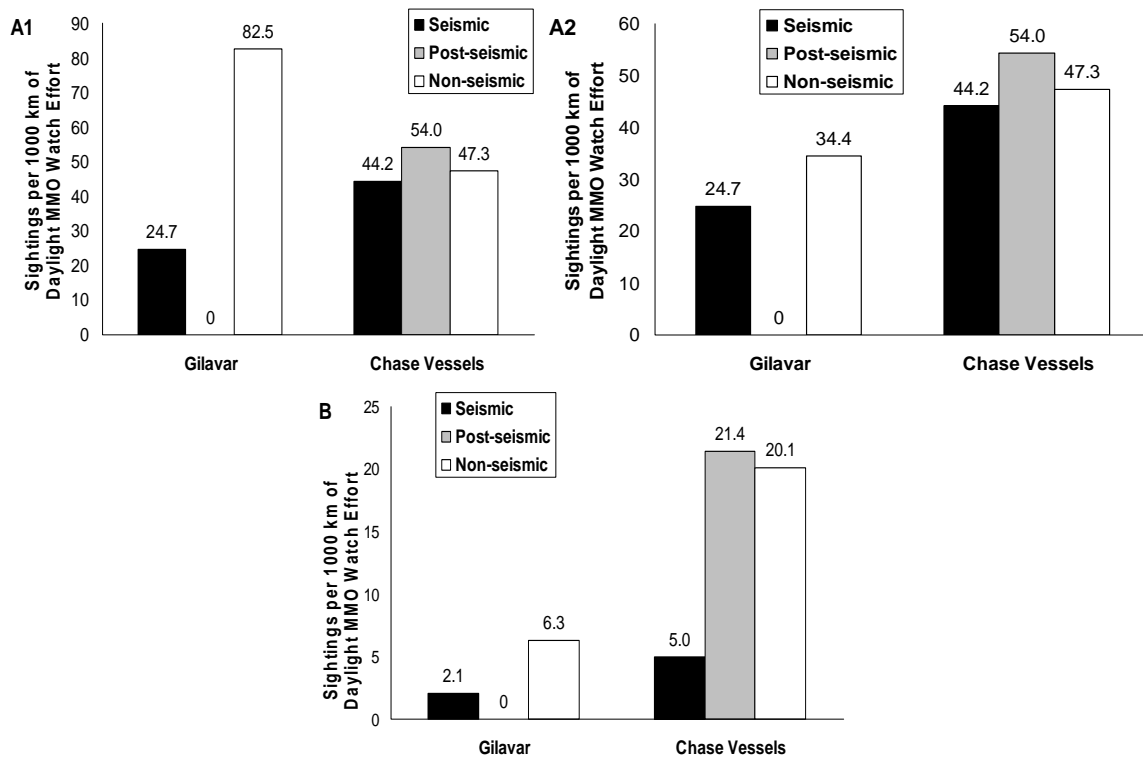 A1
Sightings per 1000 km of
Daylight MMO Watch Effort
90
80
70
60
50
40
30
20
10
0
Seismic
Post-seismic
Non-seismic
24.7
0
82.5
44.2
54.0
47.3
Gilavar
Chase Vessels
A2
Sightings per 1000 km of
Daylight MMO Watch Effort
60
50
40
30
20
10
0
Seismic
Post-seismic
Non-seismic
24.7
0
34.4
44.2
54.0
47.3
Gilavar
Chase Vessels
B
Sightings per 1000 km of
Daylight MMO Watch Effort
25
20
15
10
5
0
Seismic
Post-seismic
Non-seismic
2.1
0
6.3
5.0
21.4
20.1
Gilavar
Chase Vessels